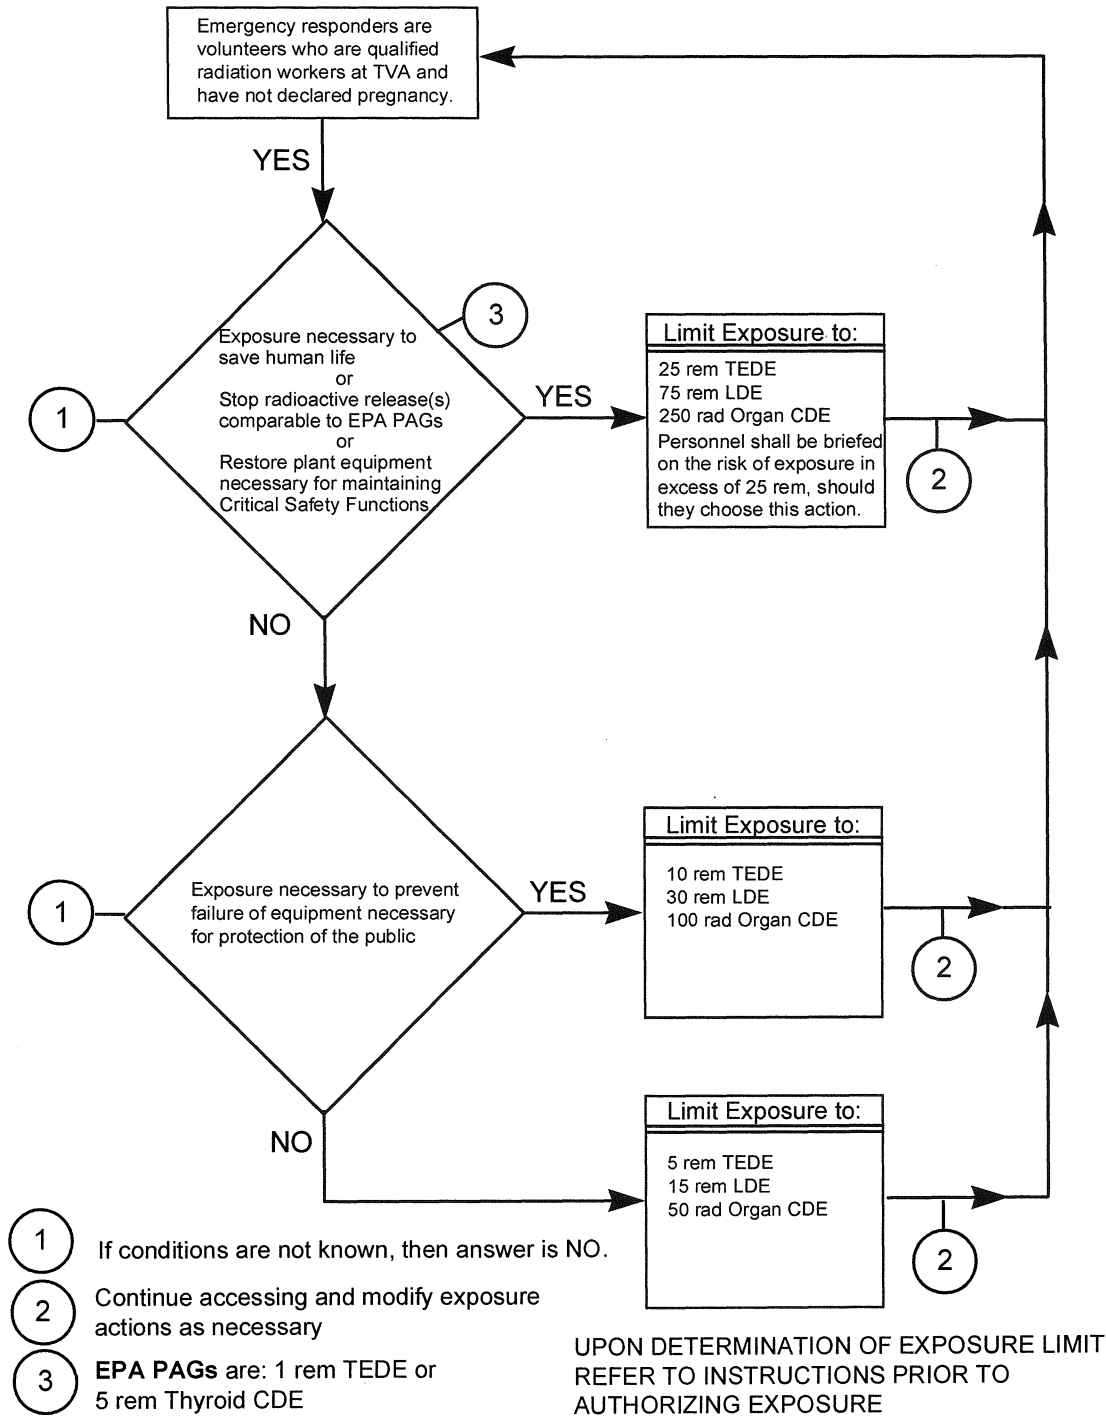 Emergency responders are
volunteers who are qualified
radiation workers at TVA and
have not declared pregnancy.
YES
3
Exposure necessary to
save human life
or
Stop radioactive release(s)
comparable to EPA PAGs
or
Restore plant equipment
necessary for maintaining
Critical Safety Functions
1
YES
Limit Exposure to:
25 rem TEDE
75 rem LDE
250 rad Organ CDE
Personnel shall be briefed
on the risk of exposure in
excess of 25 rem, should
they choose this action.
2
NO
1
Exposure necessary to prevent
failure of equipment necessary
for protection of the public
YES
Limit Exposure to:
10 rem TEDE
30 rem LDE
100 rad Organ CDE
2
NO
Limit Exposure to:
5 rem TEDE
15 rem LDE
50 rad Organ CDE
2
1
If conditions are not known, then answer is NO.
2
Continue accessing and modify exposure
actions as necessary
3
EPA PAGs are: 1 rem TEDE or
5 rem Thyroid CDE
UPON DETERMINATION OF EXPOSURE LIMIT
REFER TO INSTRUCTIONS PRIOR TO
AUTHORIZING EXPOSURE